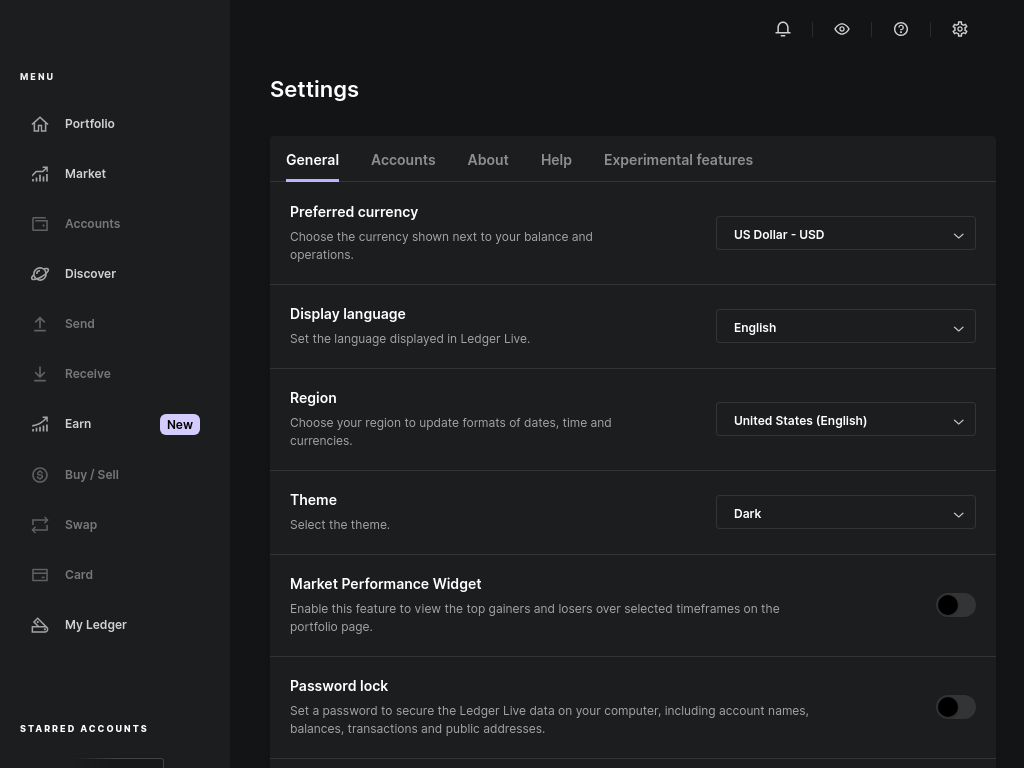 MENU
Portfolio
Market
Accounts
Discover
Send
Receive
Earn
New
Buy / Sell
Swap
Card
My Ledger
STARRED ACCOUNTS
Settings
General
Accounts
About
Help
Experimental features
Preferred currency
Choose the currency shown next to your balance and
operations.
US Dollar - USD
Display language
Set the language displayed in Ledger Live.
English
Region
Choose your region to update formats of dates, time and
currencies.
United States (English)
Theme
Select the theme.
Dark
Market Performance Widget
Enable this feature to view the top gainers and losers over selected timeframes on the
portfolio page.
Password lock
Set a password to secure the Ledger Live data on your computer, including account names,
balances, transactions and public addresses.